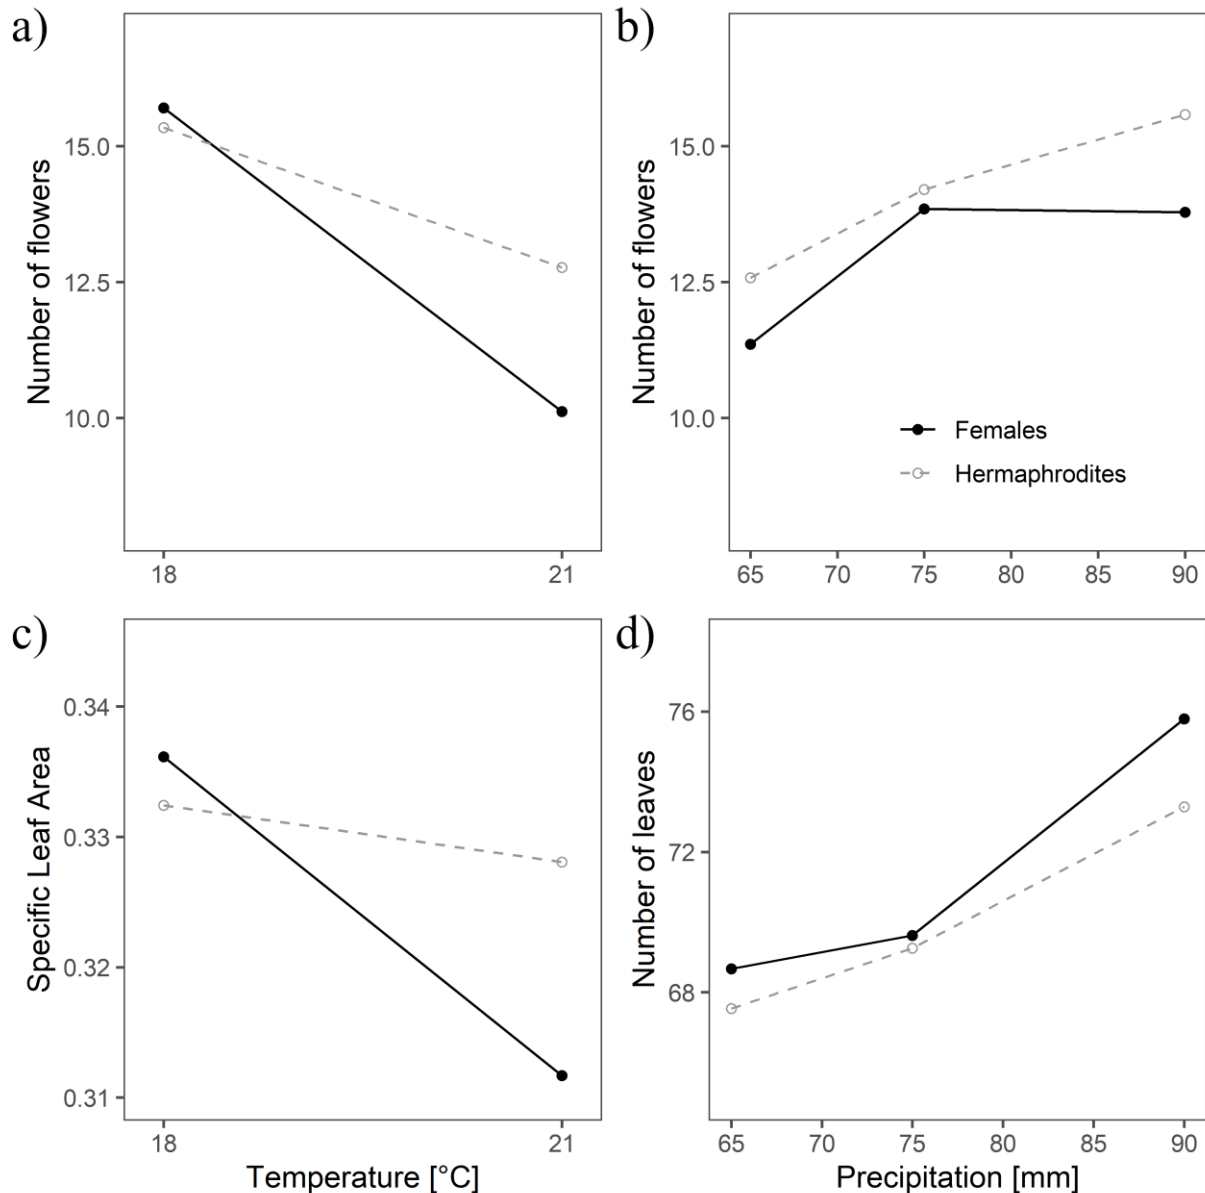 a)
Number of flowers
15.0
12.5
10.0
18
21
b)
Number of flowers
15.0
12.5
10.0
Females
Hermaphrodites
65 70 75 80 85 90
c)
Specific Leaf Area
0.34
0.33
0.32
0.31
18
21
Temperature [°C]
d)
Number of leaves
76
72
68
65 70 75 80 85 90
Precipitation [mm]